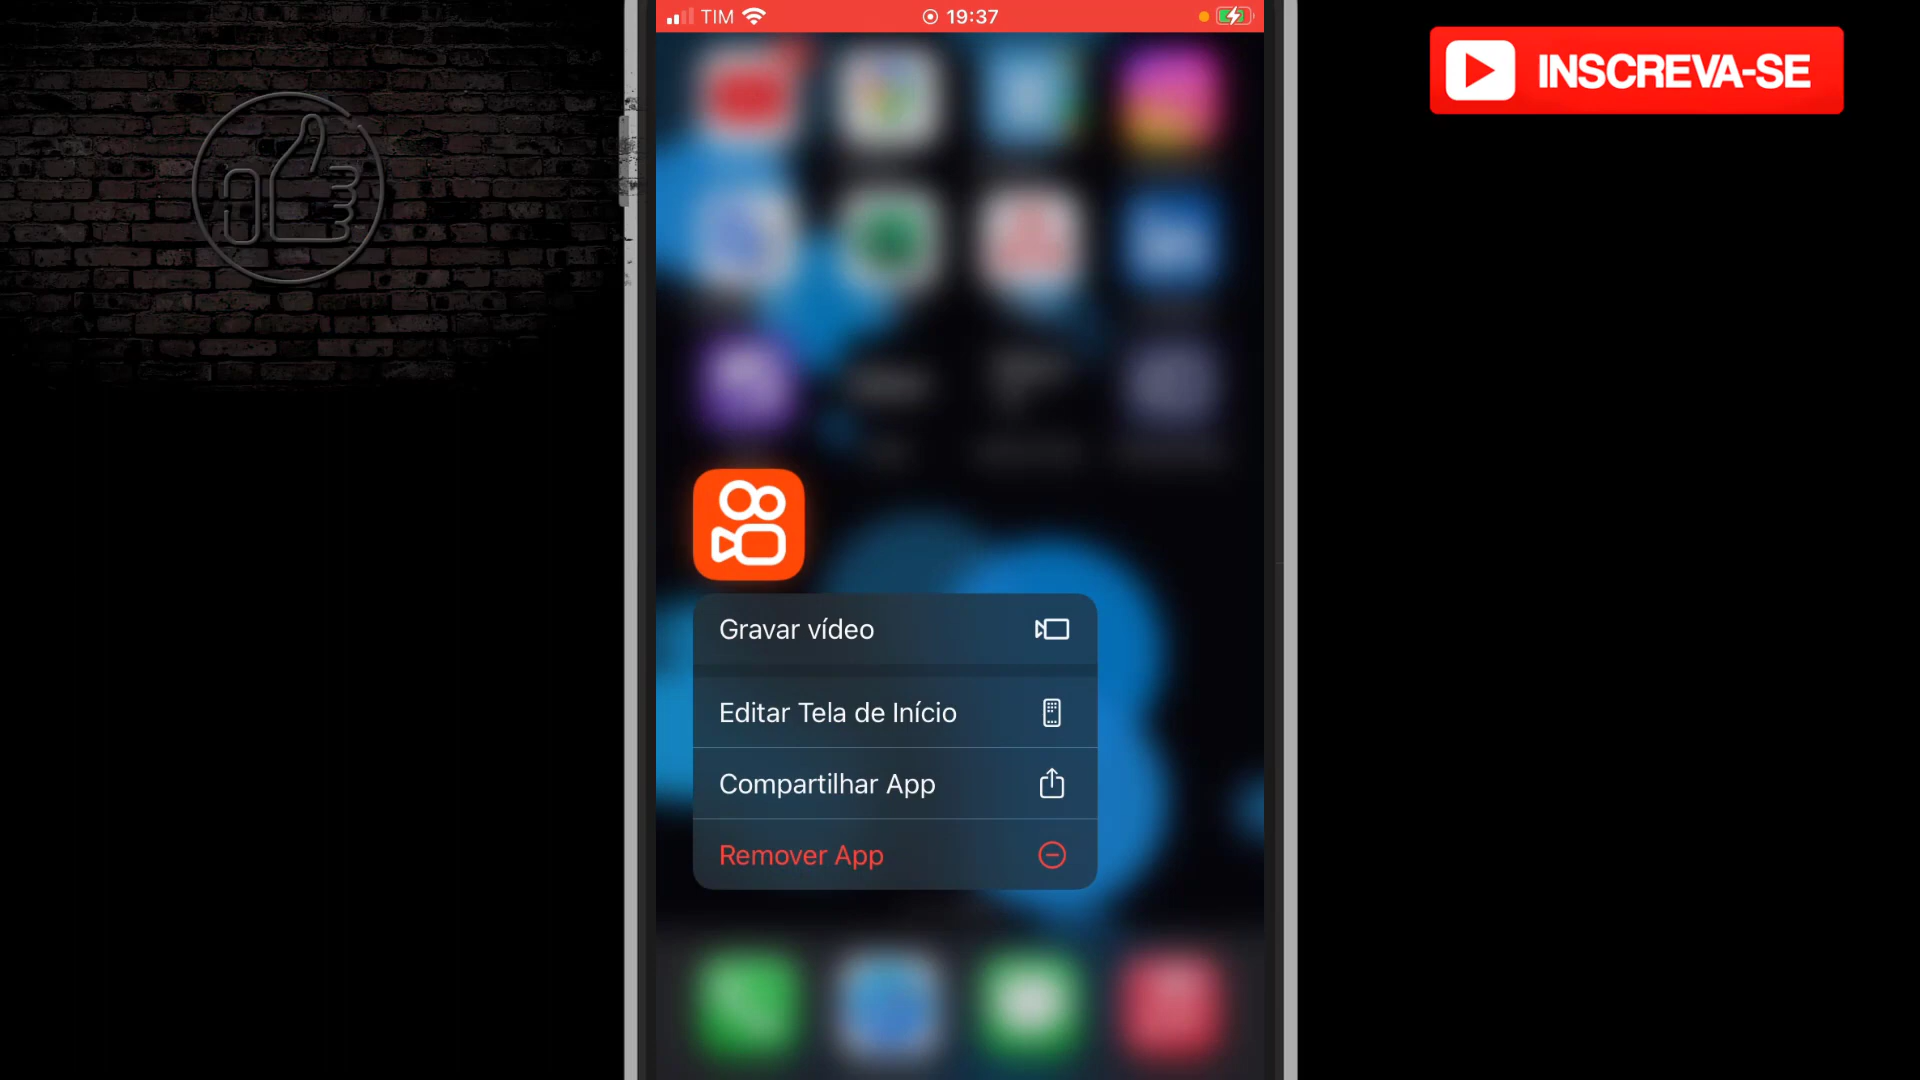 TIM
19:37
INSCREVA-SE
Gravar vídeo
Editar Tela de Início
Compartilhar App
Remover App